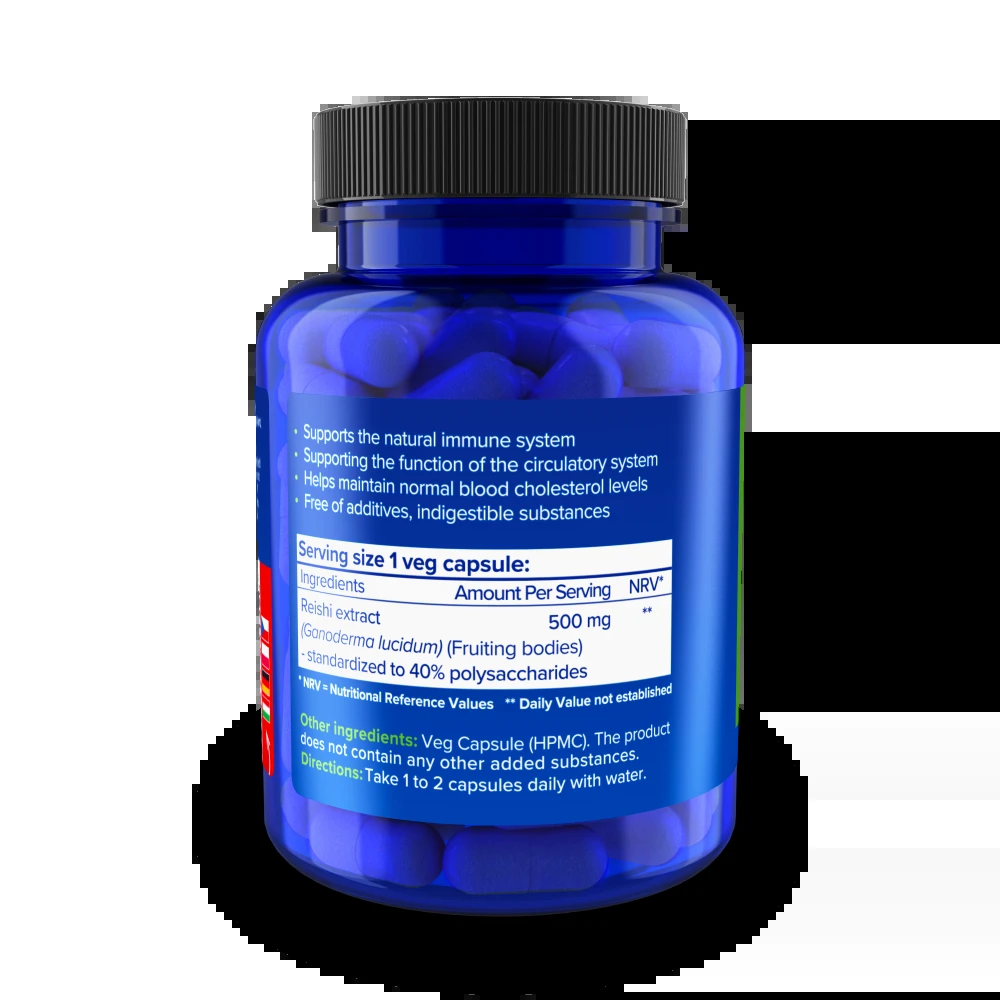 • Supports the natural immune system
• Supporting the function of the circulatory system
• Helps maintain normal blood cholesterol levels
• Free of additives, indigestible substances
Serving size 1 veg capsule:
Ingredients Amount Per Serving NRV*
Reishi extract 500 mg **
(Ganoderma lucidum) (Fruiting bodies)
- standardized to 40% polysaccharides
* NRV = Nutritional Reference Values ** Daily Value not established
Other ingredients: Veg Capsule (HPMC). The product
does not contain any other added substances.
Directions: Take 1 to 2 capsules daily with water.